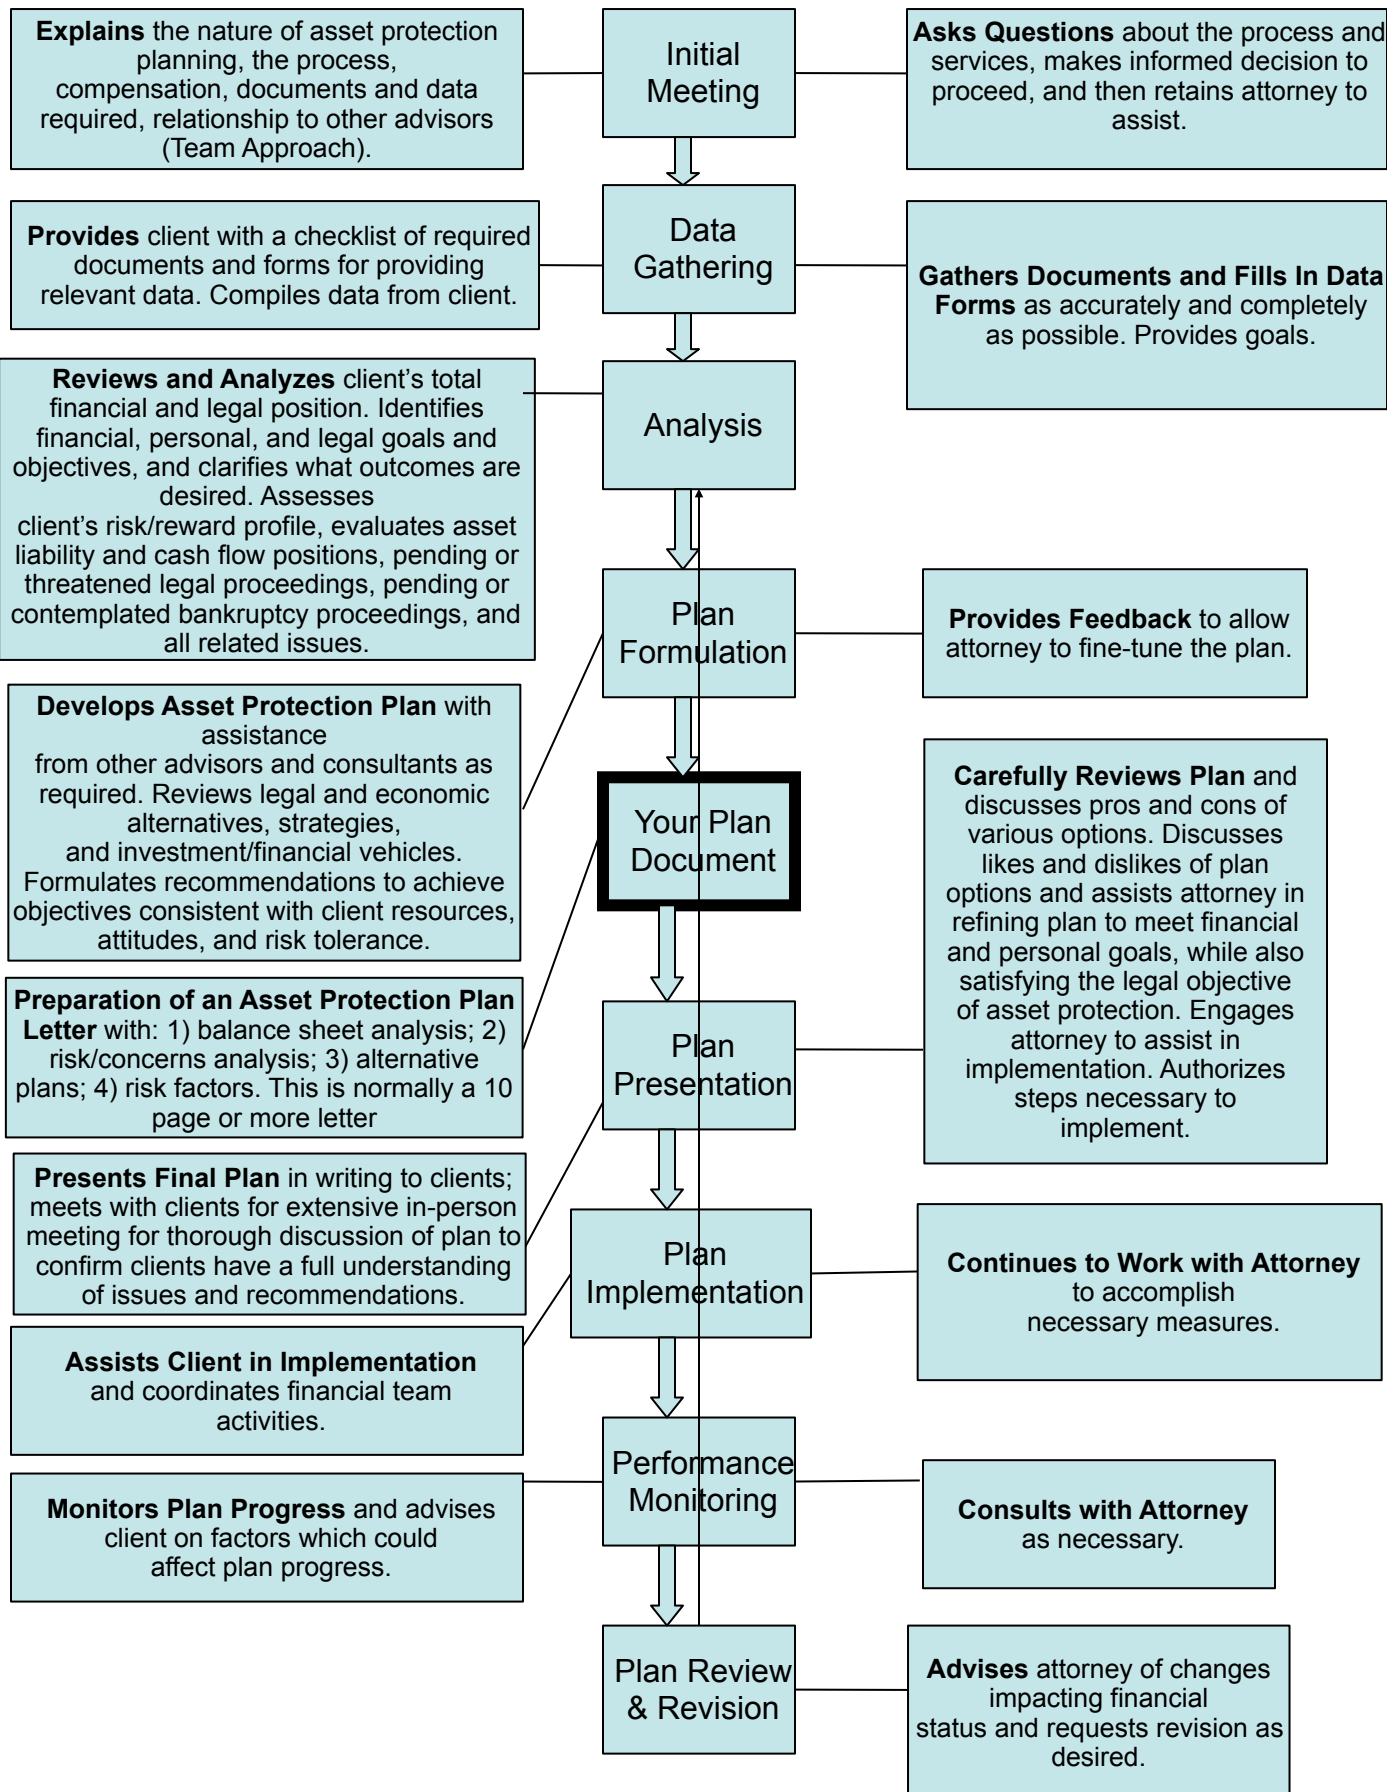 Explains the nature of asset protection
planning, the process,
compensation, documents and data
required, relationship to other advisors
(Team Approach).
Initial
Meeting
Asks Questions about the process and
services, makes informed decision to
proceed, and then retains attorney to
assist.
Provides client with a checklist of required
documents and forms for providing
relevant data. Compiles data from client.
Data
Gathering
Gathers Documents and Fills In Data
Forms as accurately and completely
as possible. Provides goals.
Reviews and Analyzes client’s total
financial and legal position. Identifies
financial, personal, and legal goals and
objectives, and clarifies what outcomes are
desired. Assesses
client’s risk/reward profile, evaluates asset
liability and cash flow positions, pending or
threatened legal proceedings, pending or
contemplated bankruptcy proceedings, and
all related issues.
Analysis
Plan
Formulation
Provides Feedback to allow
attorney to fine-tune the plan.
Develops Asset Protection Plan with
assistance
from other advisors and consultants as
required. Reviews legal and economic
alternatives, strategies,
and investment/financial vehicles.
Formulates recommendations to achieve
objectives consistent with client resources,
attitudes, and risk tolerance.
Your Plan
Document
Carefully Reviews Plan and
discusses pros and cons of
various options. Discusses
likes and dislikes of plan
options and assists attorney in
refining plan to meet financial
and personal goals, while also
satisfying the legal objective
of asset protection. Engages
attorney to assist in
implementation. Authorizes
steps necessary to
implement.
Preparation of an Asset Protection Plan
Letter with: 1) balance sheet analysis; 2)
risk/concerns analysis; 3) alternative
plans; 4) risk factors. This is normally a 10
page or more letter
Plan
Presentation
Presents Final Plan in writing to clients;
meets with clients for extensive in-person
meeting for thorough discussion of plan to
confirm clients have a full understanding
of issues and recommendations.
Plan
Implementation
Continues to Work with Attorney
to accomplish
necessary measures.
Assists Client in Implementation
and coordinates financial team
activities.
Performance
Monitoring
Monitors Plan Progress and advises
client on factors which could
affect plan progress.
Consults with Attorney
as necessary.
Plan Review
& Revision
Advises attorney of changes
impacting financial
status and requests revision as
desired.